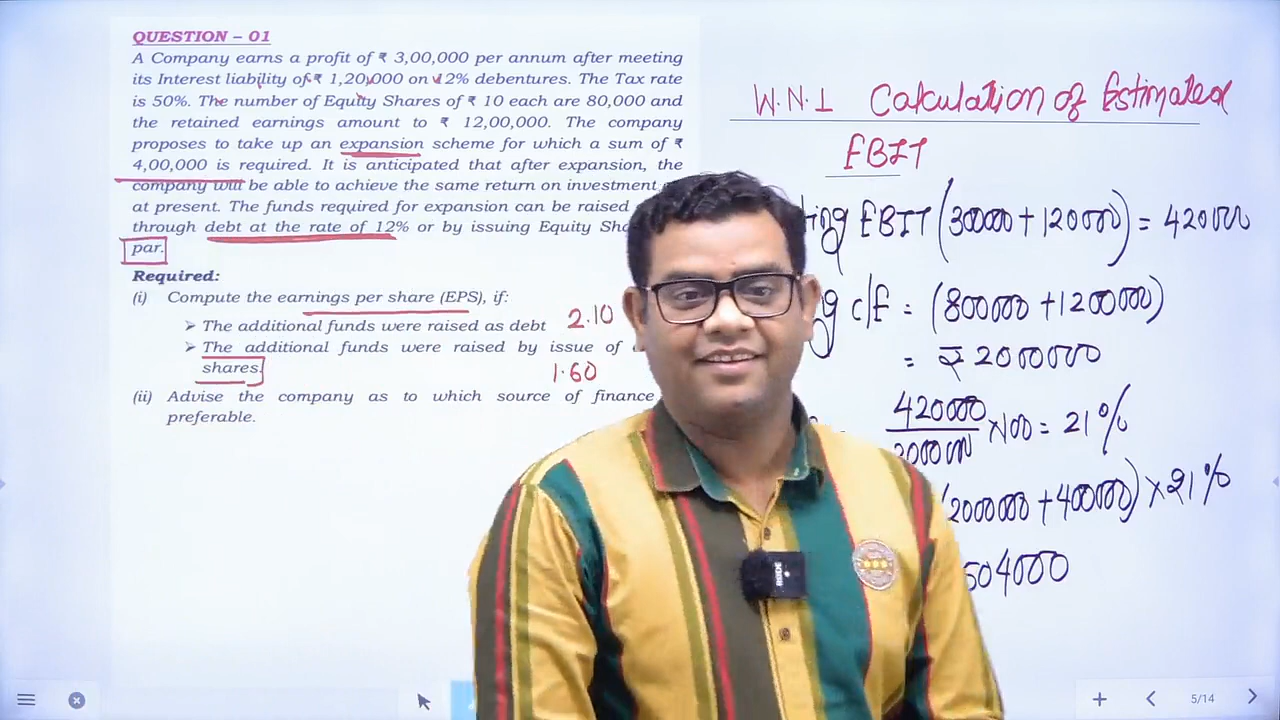 QUESTION – 01
A Company earns a profit of ₹ 3,00,000 per annum after meeting
its Interest liability of ₹ 1,20,000 on 12% debentures. The Tax rate
is 50%. The number of Equity Shares of ₹ 10 each are 80,000 and
the retained earnings amount to ₹ 12,00,000. The company
proposes to take up an expansion scheme for which a sum of ₹
4,00,000 is required. It is anticipated that after expansion, the
company will be able to achieve the same return on investment
at present. The funds required for expansion can be raised
through debt at the rate of 12% or by issuing Equity Sh
par.
Required:
(i) Compute the earnings per share (EPS), if:
➢ The additional funds were raised as debt 2.10
➢ The additional funds were raised by issue of
shares. 1.60
(ii) Advise the company as to which source of finance
preferable.
W.N.1 Calculation of Estimated
EBIT
ting EBIT (300000 + 120000) = 420000
g c/E = (800000 + 1200000)
= ₹ 2000000
420000
2000000 × 100 = 21%
(2000000 + 400000) × 21%
504000
RODE
5/14